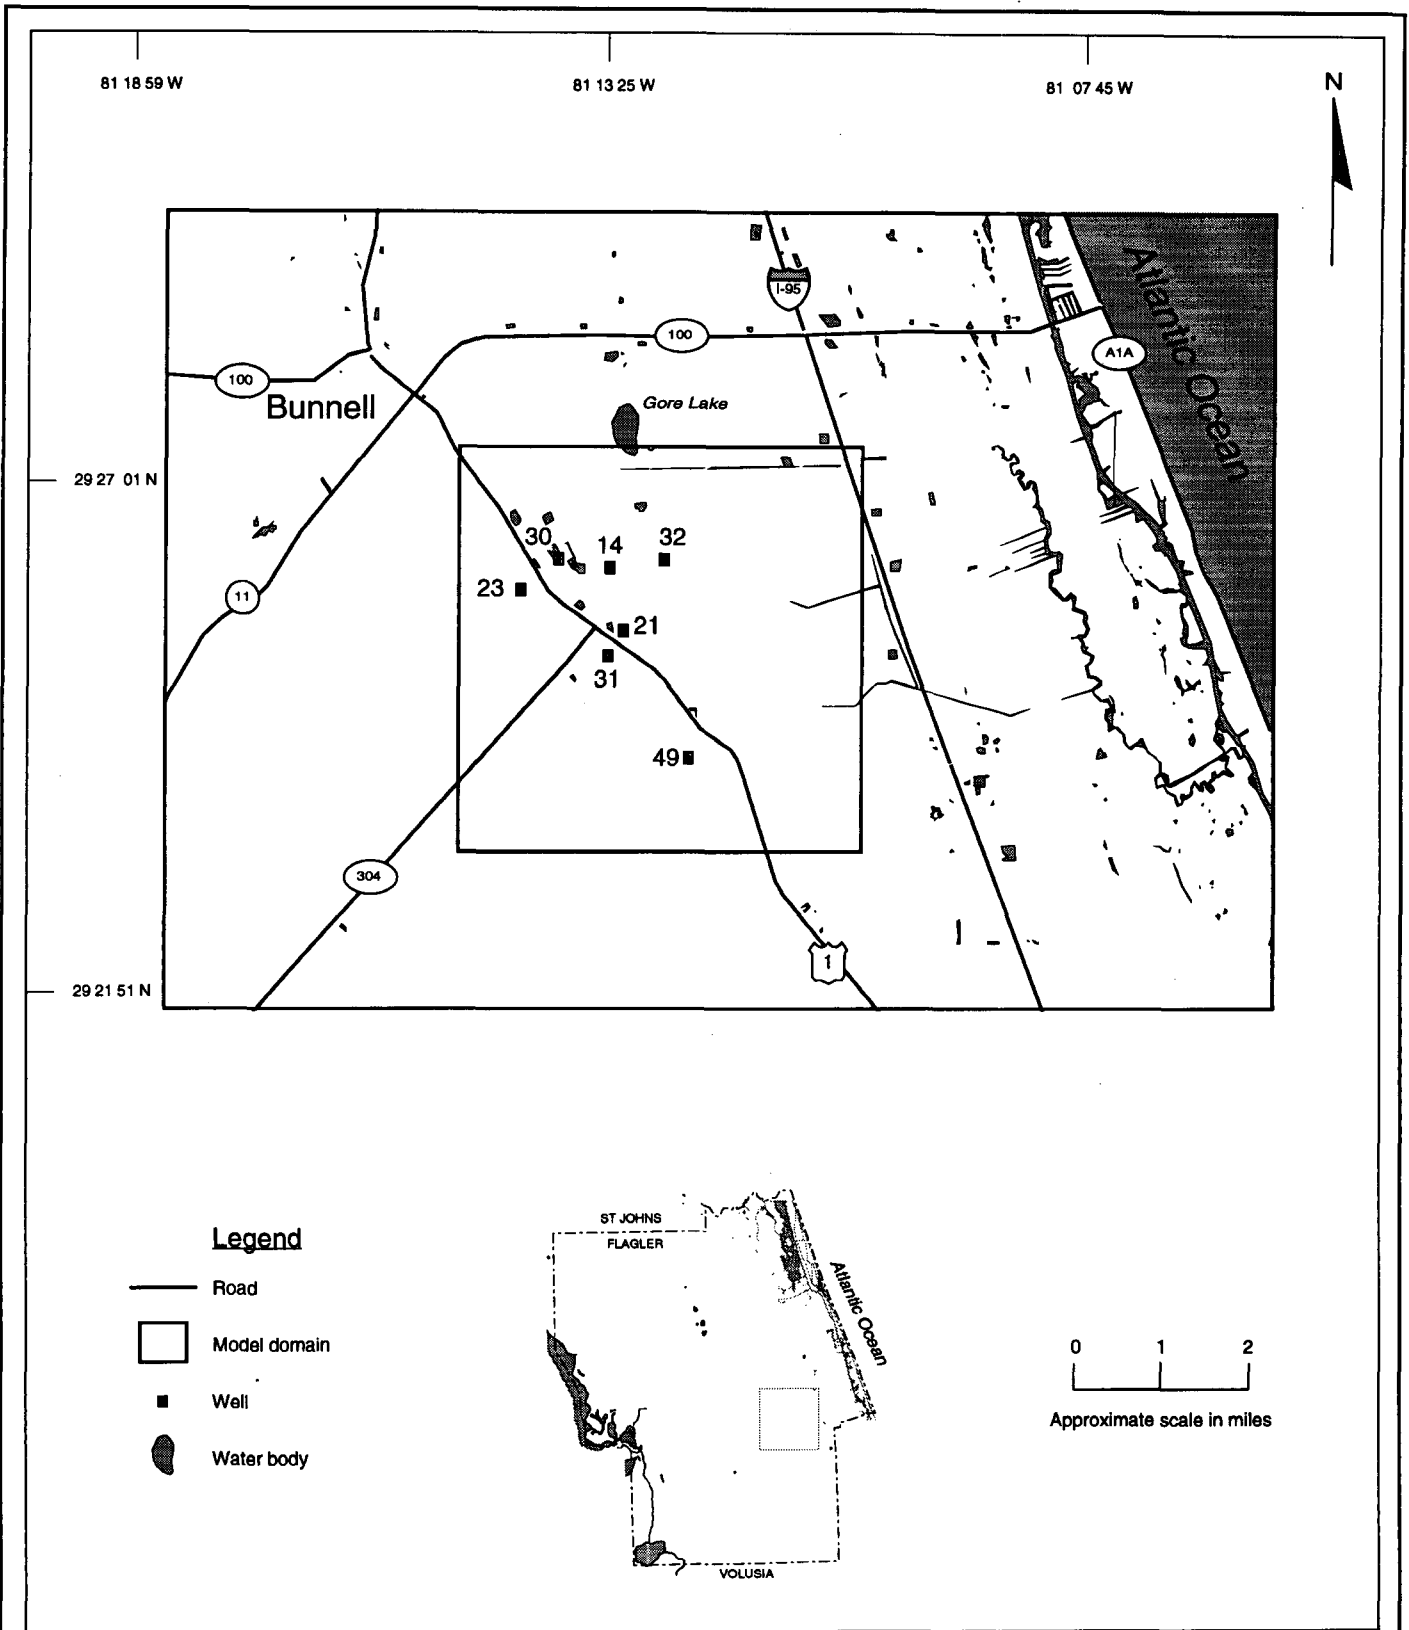 81 18 59 W
81 13 25 W
81 07 45 W
N
I-95
100
A1A
Atlantic Ocean
100
Bunnell
Gore Lake
29 27 01 N
30
14
32
23
11
21
31
49
304
1
29 21 51 N
Legend
Road
Model domain
Well
Water body
ST JOHNS
FLAGLER
Atlantic Ocean
VOLUSIA
0 1 2
Approximate scale in miles